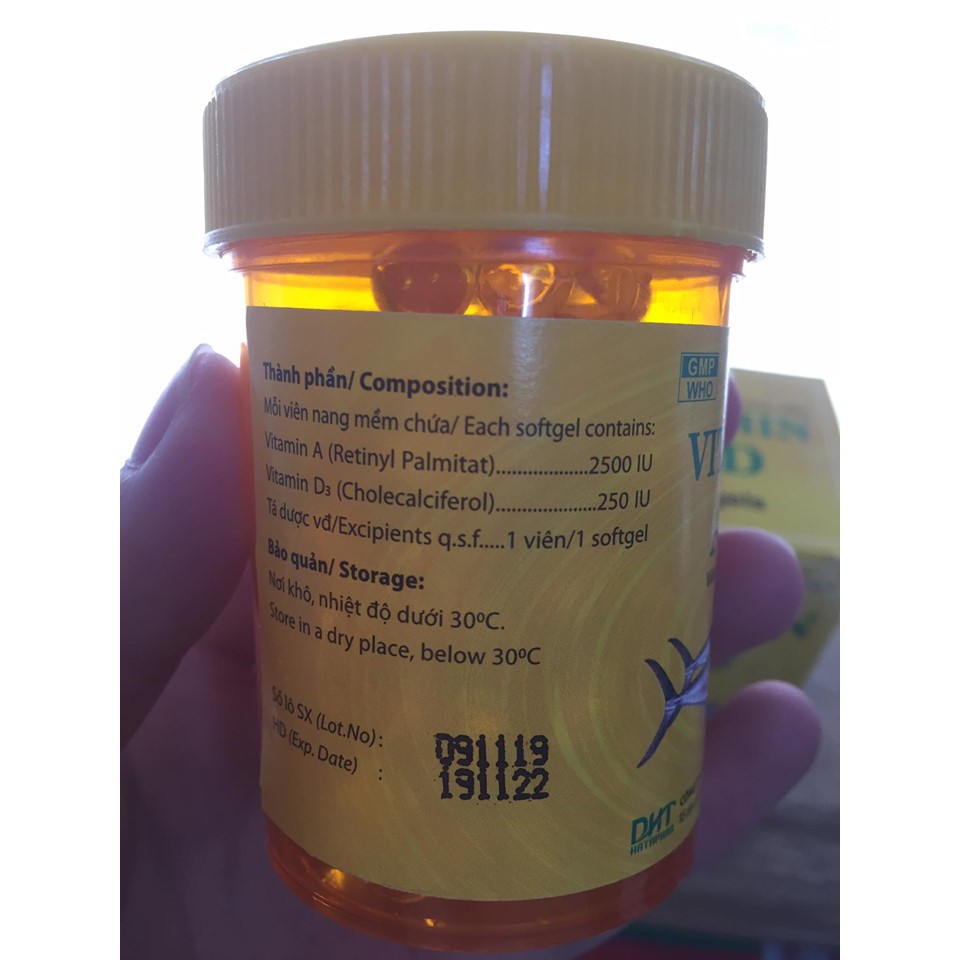 Thành phần/ Composition:
Mỗi viên nang mềm chứa/ Each softgel contains:
Vitamin A (Retinyl Palmitat)...................2500 IU
Vitamin D₃ (Cholecalciferol).....................250 IU
Tá dược vđ/Excipients q.s.f.....1 viên/1 softgel
Bảo quản/ Storage:
Nơi khô, nhiệt độ dưới 30ºC.
Store in a dry place, below 30ºC
Số lô SX (Lot.No) : 091119
HD (Exp. Date) : 191122
GMP
WHO
DHT
HATAPHAR